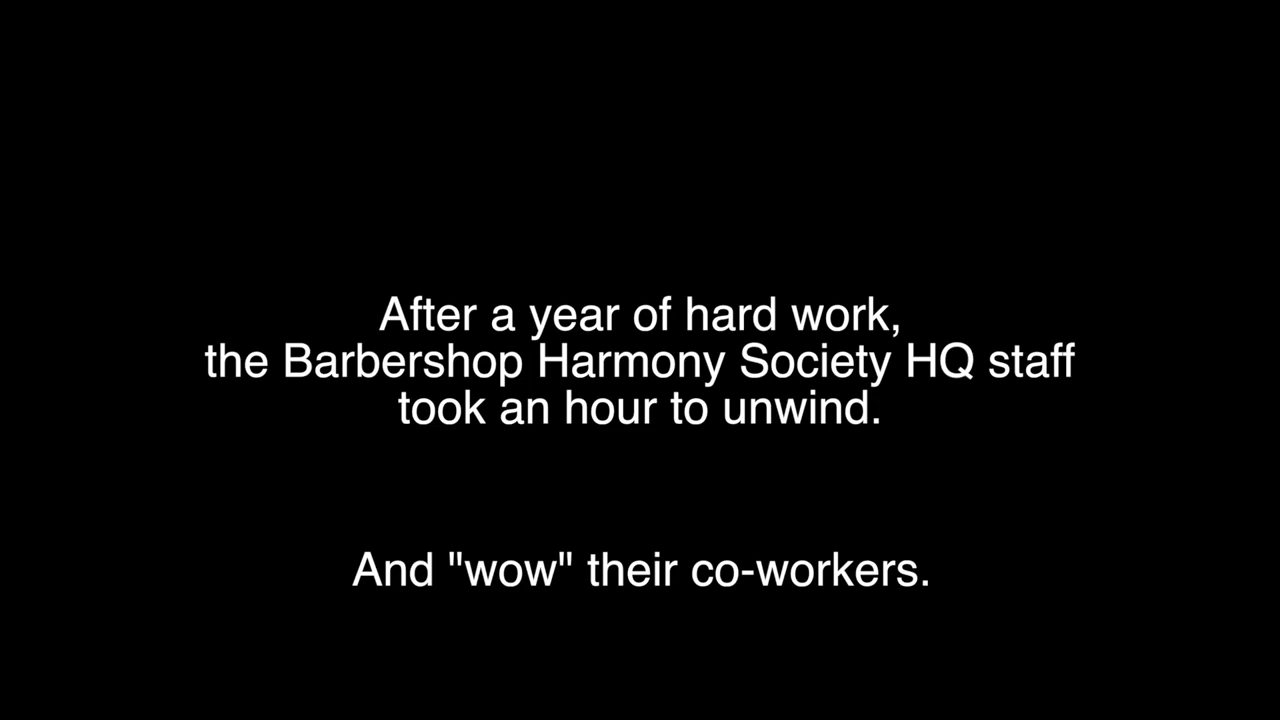 After a year of hard work,
the Barbershop Harmony Society HQ staff
took an hour to unwind.
And "wow" their co-workers.